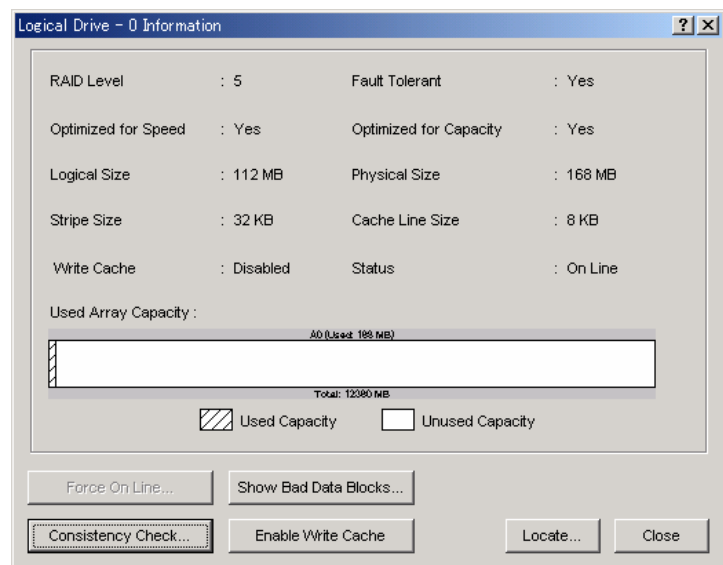 Logical Drive - 0 Information
RAID Level : 5 Fault Tolerant : Yes
Optimized for Speed : Yes Optimized for Capacity : Yes
Logical Size : 112 MB Physical Size : 168 MB
Stripe Size : 32 KB Cache Line Size : 8 KB
Write Cache : Disabled Status : On Line
Used Array Capacity :
A0 (Used: 168 MB)
Total: 12380 MB
Used Capacity Unused Capacity
Force On Line... Show Bad Data Blocks...
Consistency Check... Enable Write Cache Locate... Close